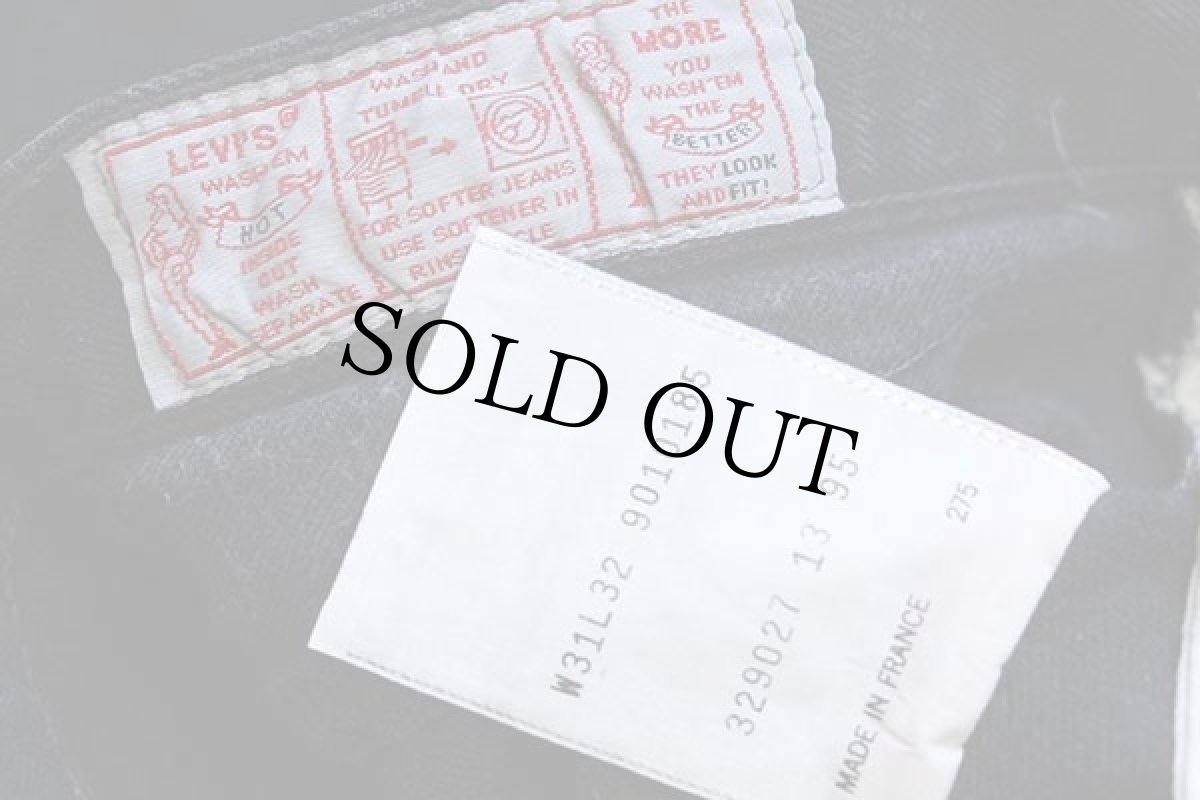 LEVI'S®
WASH'EM
HOT
INSIDE
OUT
WASH
SEPARATE
WASH AND
TUMBLE DRY
FOR SOFTER JEANS
USE SOFTENER IN
RINSE CYCLE
THE
MORE
YOU
WASH'EM
THE
BETTER
THEY LOOK
AND FIT!
SOLD OUT
W31L32
329027 13 95
275
MADE IN FRANCE